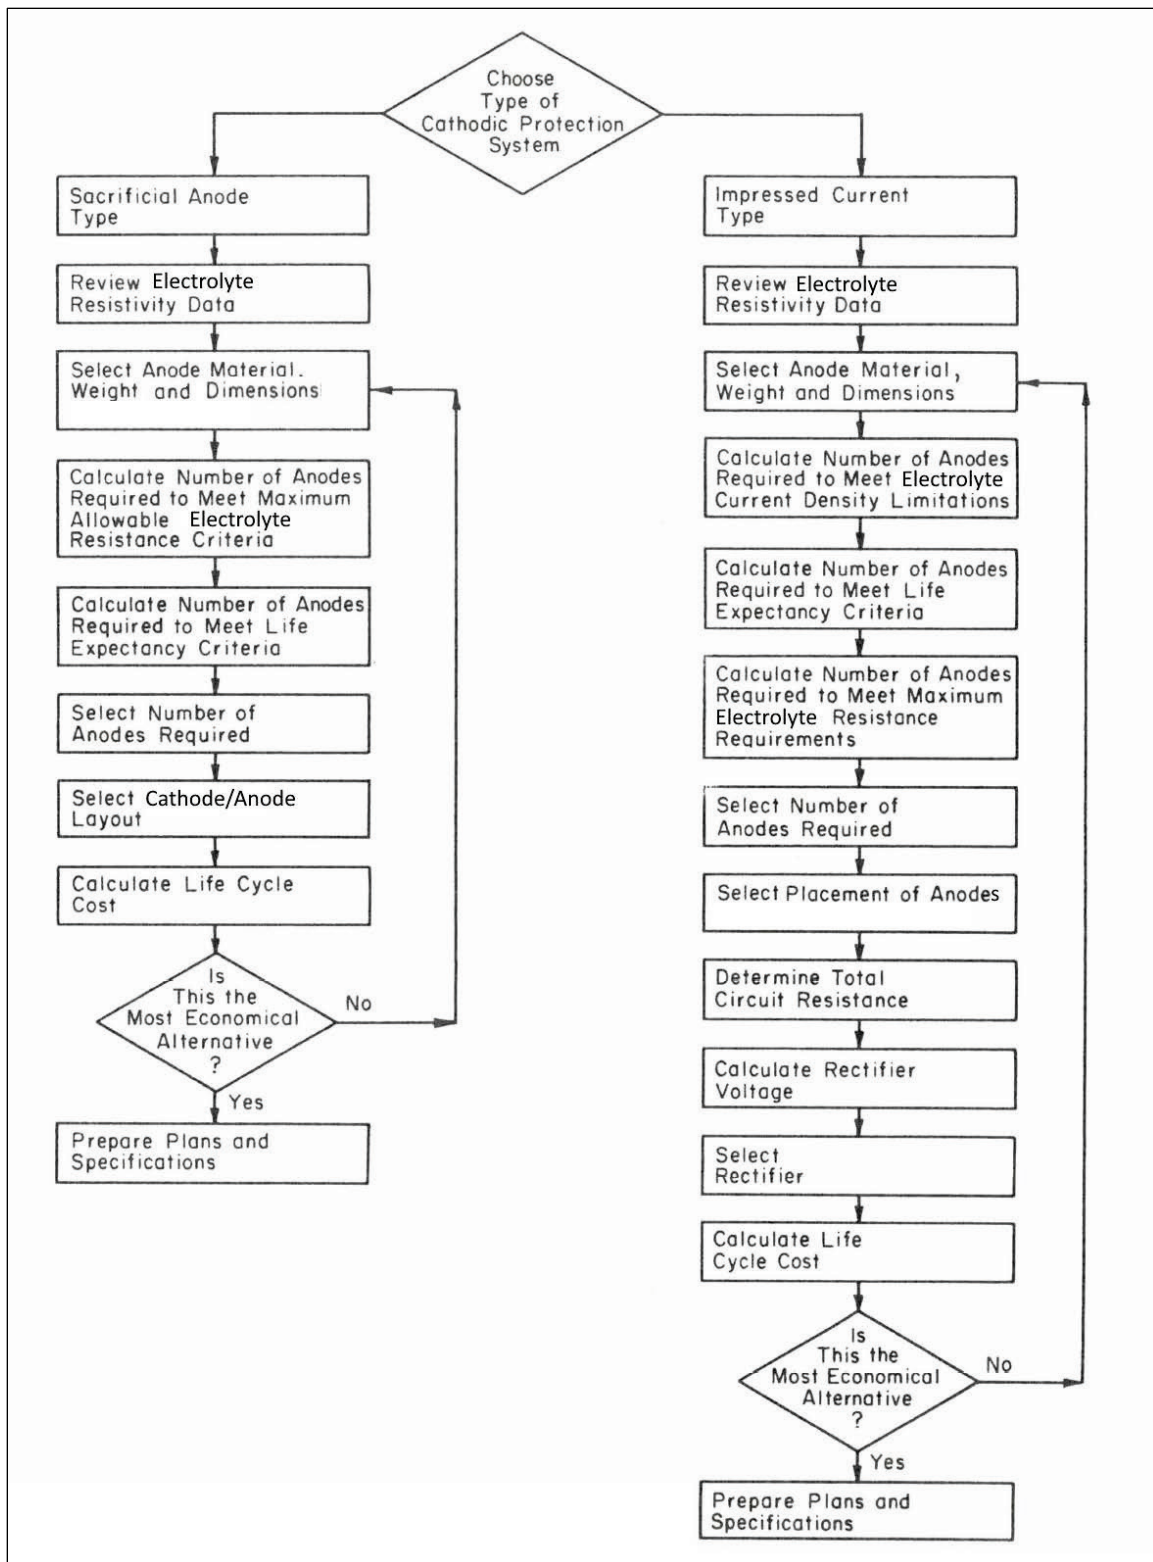 Choose
Type of
Cathodic Protection
System
Sacrificial Anode
Type
Review Electrolyte
Resistivity Data
Select Anode Material.
Weight and Dimensions
Calculate Number of Anodes
Required to Meet Maximum
Allowable Electrolyte
Resistance Criteria
Calculate Number of Anodes
Required to Meet Life
Expectancy Criteria
Select Number of
Anodes Required
Select Cathode/Anode
Layout
Calculate Life Cycle
Cost
Is
This the
Most Economical
Alternative
?
No
Yes
Prepare Plans and
Specifications
Impressed Current
Type
Review Electrolyte
Resistivity Data
Select Anode Material,
Weight and Dimensions
Calculate Number of Anodes
Required to Meet Electrolyte
Current Density Limitations
Calculate Number of Anodes
Required to Meet Life
Expectancy Criteria
Calculate Number of Anodes
Required to Meet Maximum
Electrolyte Resistance
Requirements
Select Number of
Anodes Required
Select Placement of Anodes
Determine Total
Circuit Resistance
Calculate Rectifier
Voltage
Select
Rectifier
Calculate Life
Cycle Cost
Is
This the
Most Economical
Alternative
?
No
Yes
Prepare Plans and
Specifications